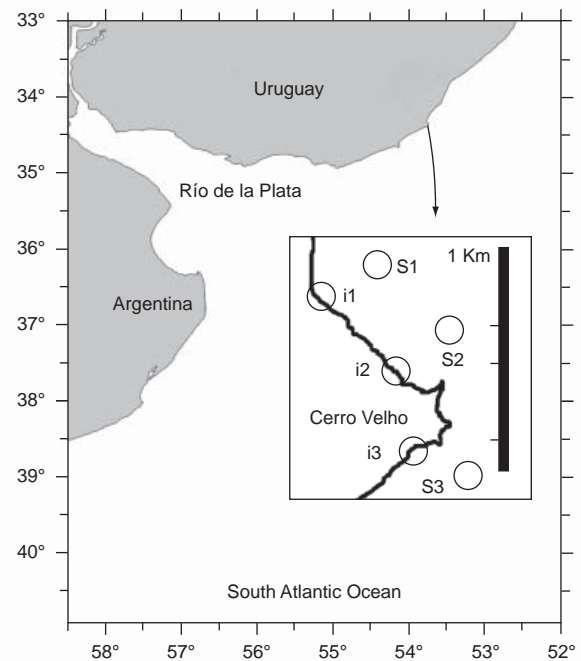 33°
34°
35°
36°
37°
38°
39°
40°
Uruguay
Río de la Plata
Argentina
1 Km
S1
i1
S2
i2
Cerro Velho
i3
S3
South Atlantic Ocean
58° 57° 56° 55° 54° 53° 52°